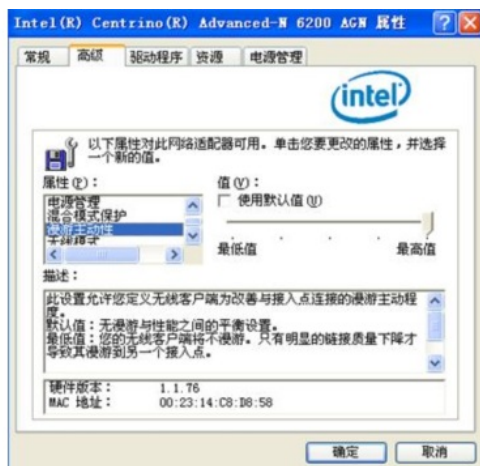 Intel(R) Centrino(R) Advanced-N 6200 AGN 属性
常规 高级 驱动程序 资源 电源管理
intel
以下属性对此网络适配器可用。单击您要更改的属性，并选择
一个新的值。
属性(P)： 值(V)：
电源管理
混合模式保护
漫游主动性
无线模式
使用默认值(U)
最低值 最高值
描述：
此设置允许您定义无线客户端为改善与接入点连接的漫游主动程
度。
默认值：无漫游与性能之间的平衡设置。
最低值：您的无线客户端将不漫游。只有明显的链接质量下降才
导致其漫游到另一个接入点。
硬件版本： 1.1.76
MAC 地址： 00:23:14:C8:D8:58
确定 取消